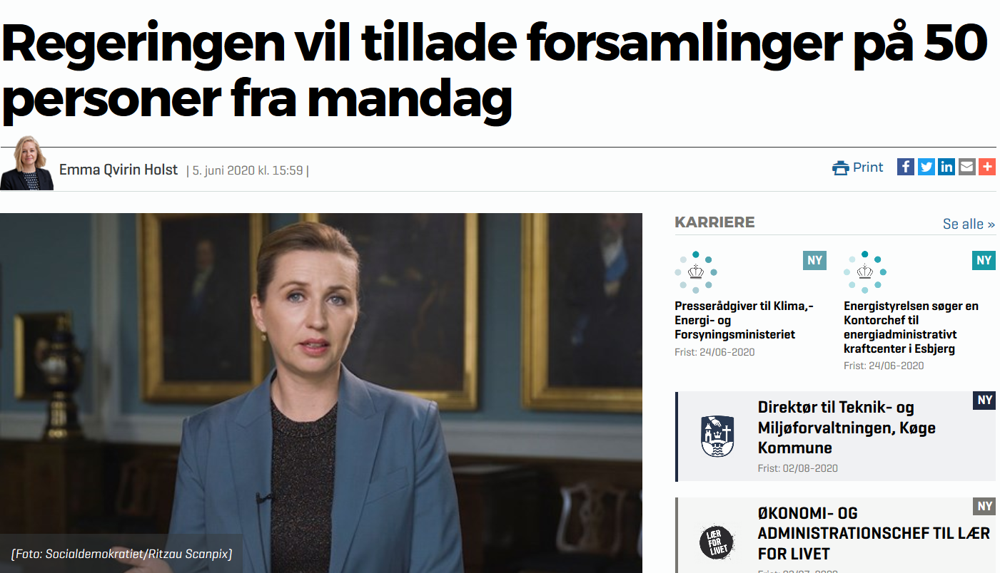 Regeringen vil tillade forsamlinger på 50
personer fra mandag
Emma Qvirin Holst | 5. juni 2020 kl. 15:59 |
Print
(Foto: Socialdemokratiet/Ritzau Scanpix)
KARRIERE
Se alle »
NY
Presserådgiver til Klima,-
Energi- og
Forsyningsministeriet
Frist: 24/06-2020
NY
Energistyrelsen søger en
Kontorchef til
energiadministrativt
kraftcenter i Esbjerg
Frist: 24/06-2020
NY
Direktør til Teknik- og
Miljøforvaltningen, Køge
Kommune
Frist: 02/08-2020
NY
LÆR
FOR
LIVET
ØKONOMI- OG
ADMINISTRATIONSCHEF TIL LÆR
FOR LIVET